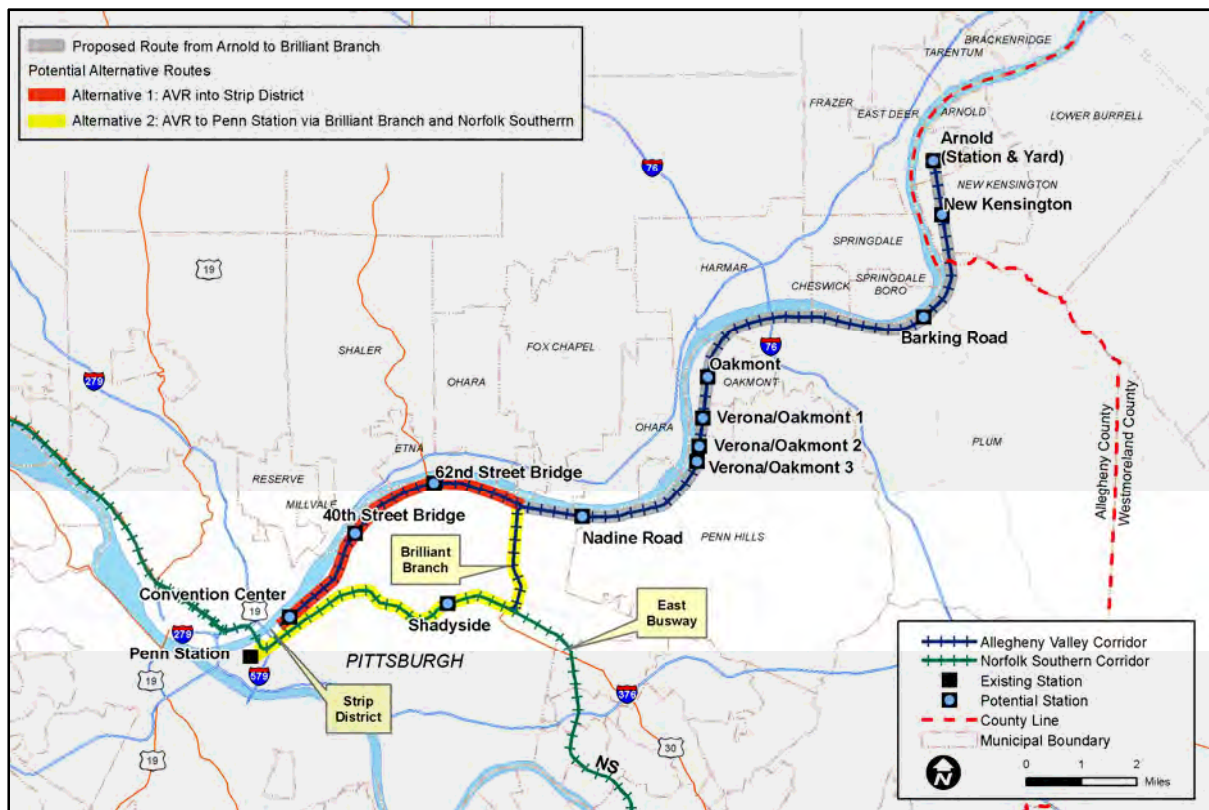 Proposed Route from Arnold to Brilliant Branch
Potential Alternative Routes
Alternative 1: AVR into Strip District
Alternative 2: AVR to Penn Station via Brilliant Branch and Norfolk Southernn
BRACKENRIDGE
TARENTUM
FRAZER
EAST DEER
ARNOLD
LOWER BURRELL
Arnold
(Station & Yard)
76
NEW KENSINGTON
New Kensington
19
SPRINGDALE
HARMAR
CHESWICK
SPRINGDALE
BORO
Barking Road
76
SHALER
FOX CHAPEL
279
OHARA
Oakmont
OAKMONT
Verona/Oakmont 1
OHARA
Verona/Oakmont 2
PLUM
Verona/Oakmont 3
ETNA
62nd Street Bridge
RESERVE
MILLVALE
40th Street Bridge
Nadine Road
PENN HILLS
Allegheny County
Westmoreland County
Brilliant
Branch
Convention Center
19
279
Shadyside
East
Busway
Penn Station
PITTSBURGH
579
19
Strip
District
376
30
19
NS
Allegheny Valley Corridor
Norfolk Southern Corridor
Existing Station
Potential Station
County Line
Municipal Boundary
N
0 1 2
Miles